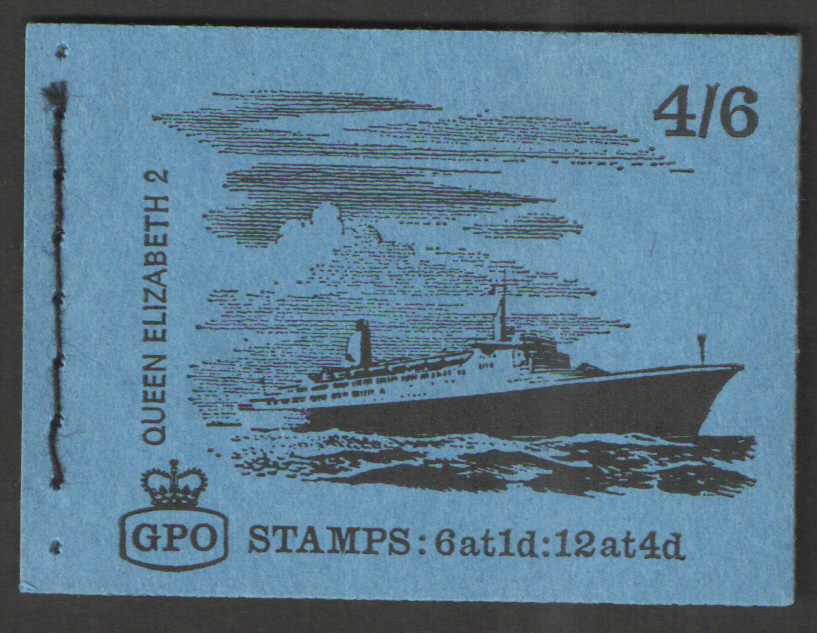 4/6
QUEEN ELIZABETH 2
GPO STAMPS: 6at1d:12at4d